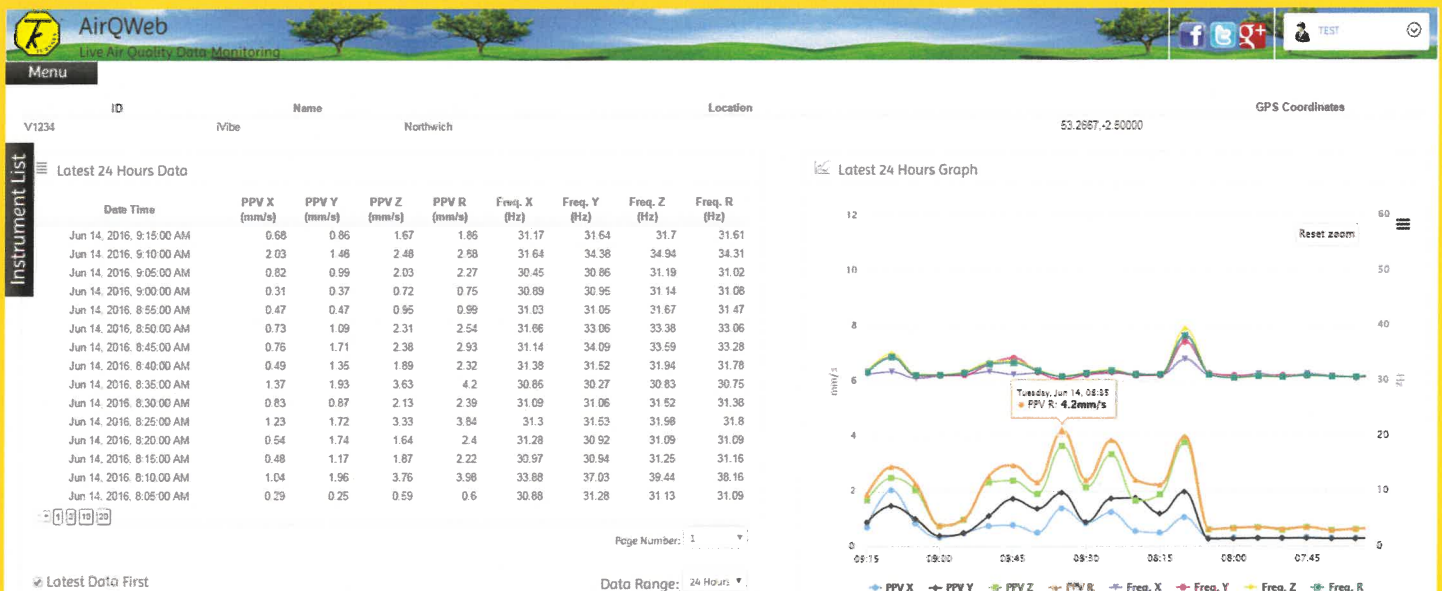 AirQWeb
Live Air Quality Data Monitoring
TEST
Menu
ID Name Location GPS Coordinates
V1234 iVibe Northwich 53.2667,-2.50000
Instrument List
Latest 24 Hours Data
Date Time PPV X (mm/s) PPV Y (mm/s) PPV Z (mm/s) PPV R (mm/s) Freq. X (Hz) Freq. Y (Hz) Freq. Z (Hz) Freq. R (Hz)
Jun 14, 2016, 9:15:00 AM 0.68 0.86 1.67 1.86 31.17 31.64 31.7 31.61
Jun 14, 2016, 9:10:00 AM 2.03 1.46 2.48 2.58 31.64 34.38 34.94 34.31
Jun 14, 2016, 9:05:00 AM 0.82 0.99 2.03 2.27 30.45 30.86 31.19 31.02
Jun 14, 2016, 9:00:00 AM 0.31 0.37 0.72 0.75 30.89 30.95 31.14 31.08
Jun 14, 2016, 8:55:00 AM 0.47 0.47 0.95 0.99 31.03 31.05 31.67 31.47
Jun 14, 2016, 8:50:00 AM 0.73 1.09 2.31 2.54 31.66 33.06 33.38 33.06
Jun 14, 2016, 8:45:00 AM 0.76 1.71 2.38 2.93 31.14 34.09 33.59 33.28
Jun 14, 2016, 8:40:00 AM 0.49 1.35 1.89 2.32 31.38 31.52 31.94 31.78
Jun 14, 2016, 8:35:00 AM 1.37 1.93 3.63 4.2 30.86 30.27 30.83 30.75
Jun 14, 2016, 8:30:00 AM 0.83 0.87 2.13 2.39 31.09 31.06 31.52 31.38
Jun 14, 2016, 8:25:00 AM 1.23 1.72 3.33 3.84 31.3 31.53 31.98 31.8
Jun 14, 2016, 8:20:00 AM 0.54 1.74 1.64 2.4 31.28 30.92 31.09 31.09
Jun 14, 2016, 8:15:00 AM 0.48 1.17 1.87 2.22 30.97 30.94 31.25 31.16
Jun 14, 2016, 8:10:00 AM 1.04 1.96 3.76 3.98 33.88 37.03 39.44 38.16
Jun 14, 2016, 8:05:00 AM 0.29 0.25 0.59 0.6 30.88 31.28 31.13 31.09
1 2 19 20
Page Number: 1
Latest Data First
Data Range: 24 Hours
Latest 24 Hours Graph
Reset zoom
12 60
10 50
8 40
6 30
4 20
2 10
0 0
mm/s
Hz
Tuesday, Jun 14, 08:35
PPV R: 4.2mm/s
09:15 09:00 08:45 08:30 08:15 08:00 07:45
PPV X PPV Y PPV Z PPV R Freq. X Freq. Y Freq. Z Freq. R